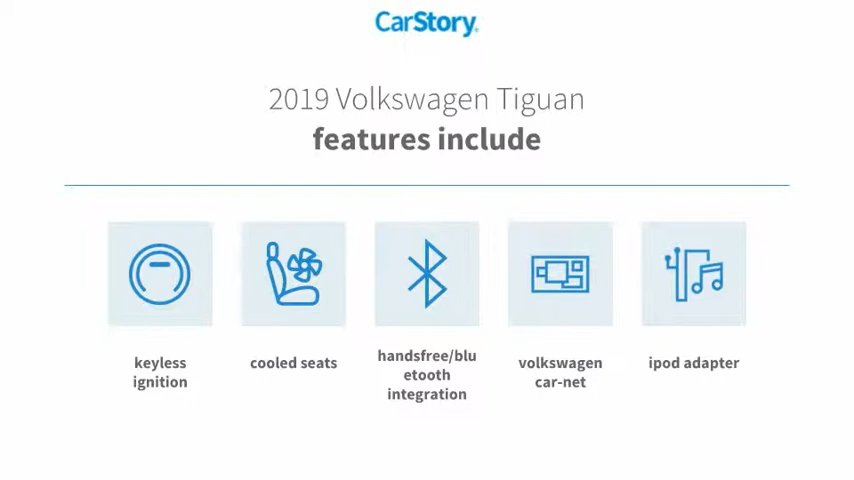 CarStory.
2019 Volkswagen Tiguan
features include
keyless
ignition
cooled seats
handsfree/blu
etooth
integration
volkswagen
car-net
ipod adapter